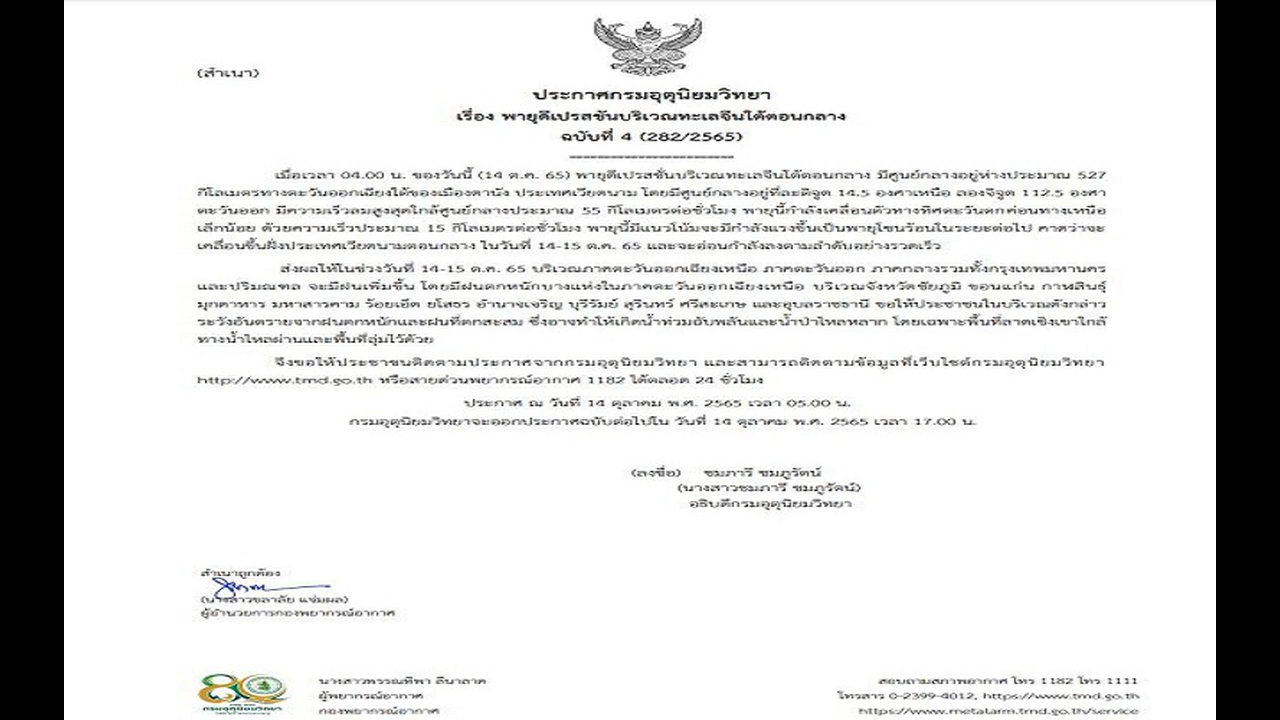 (สำเนา)
ประกาศกรมอุตุนิยมวิทยา
เรื่อง พายุดีเปรสชันบริเวณทะเลจีนใต้ตอนกลาง
ฉบับที่ 4 (282/2565)
------------------------
เมื่อเวลา 04.00 น. ของวันนี้ (14 ต.ค. 65) พายุดีเปรสชันบริเวณทะเลจีนใต้ตอนกลาง มีศูนย์กลางอยู่ห่างประมาณ 527
กิโลเมตรทางตะวันออกเฉียงใต้ของเมืองดานัง ประเทศเวียดนาม โดยมีศูนย์กลางอยู่ที่ละติจูด 14.5 องศาเหนือ ลองจิจูด 112.5 องศา
ตะวันออก มีความเร็วลมสูงสุดใกล้ศูนย์กลางประมาณ 55 กิโลเมตรต่อชั่วโมง พายุนี้กำลังเคลื่อนตัวทางทิศตะวันตกค่อนทางเหนือ
เล็กน้อย ด้วยความเร็วประมาณ 15 กิโลเมตรต่อชั่วโมง พายุนี้มีแนวโน้มจะมีกำลังแรงขึ้นเป็นพายุโซนร้อนในระยะต่อไป คาดว่าจะ
เคลื่อนขึ้นฝั่งประเทศเวียดนามตอนกลาง ในวันที่ 14-15 ต.ค. 65 และจะอ่อนกำลังลงตามลำดับอย่างรวดเร็ว
ส่งผลให้ในช่วงวันที่ 14-15 ต.ค. 65 บริเวณภาคตะวันออกเฉียงเหนือ ภาคตะวันออก ภาคกลางรวมทั้งกรุงเทพมหานคร
และปริมณฑล จะมีฝนเพิ่มขึ้น โดยมีฝนตกหนักบางแห่งในภาคตะวันออกเฉียงเหนือ บริเวณจังหวัดชัยภูมิ ขอนแก่น กาฬสินธุ์
มุกดาหาร มหาสารคาม ร้อยเอ็ด ยโสธร อำนาจเจริญ บุรีรัมย์ สุรินทร์ ศรีสะเกษ และอุบลราชธานี ขอให้ประชาชนในบริเวณดังกล่าว
ระวังอันตรายจากฝนตกหนักและฝนที่ตกสะสม ซึ่งอาจทำให้เกิดน้ำท่วมฉับพลันและน้ำป่าไหลหลาก โดยเฉพาะพื้นที่ลาดเชิงเขาใกล้
ทางน้ำไหลผ่านและพื้นที่ลุ่มไว้ด้วย
จึงขอให้ประชาชนติดตามประกาศจากกรมอุตุนิยมวิทยา และสามารถติดตามข้อมูลที่เว็บไซต์กรมอุตุนิยมวิทยา
http://www.tmd.go.th หรือสายด่วนพยากรณ์อากาศ 1182 ได้ตลอด 24 ชั่วโมง
ประกาศ ณ วันที่ 14 ตุลาคม พ.ศ. 2565 เวลา 05.00 น.
กรมอุตุนิยมวิทยาจะออกประกาศฉบับต่อไปใน วันที่ 14 ตุลาคม พ.ศ. 2565 เวลา 17.00 น.
(ลงชื่อ) ชมภารี ชมภูรัตน์
(นางสาวชมภารี ชมภูรัตน์)
อธิบดีกรมอุตุนิยมวิทยา
สำเนาถูกต้อง
(นางสาวชลาลัย แจ่มผล)
ผู้อำนวยการกองพยากรณ์อากาศ
80
กรมอุตุนิยมวิทยา
นางสาวพรรณทิพา ลีนาลาด
ผู้พยากรณ์อากาศ
กองพยากรณ์อากาศ
สอบถามสภาพอากาศ โทร 1182 โทร 1111
โทรสาร 0-2399-4012, https://www.tmd.go.th
https://www.metalarm.tmd.go.th/service